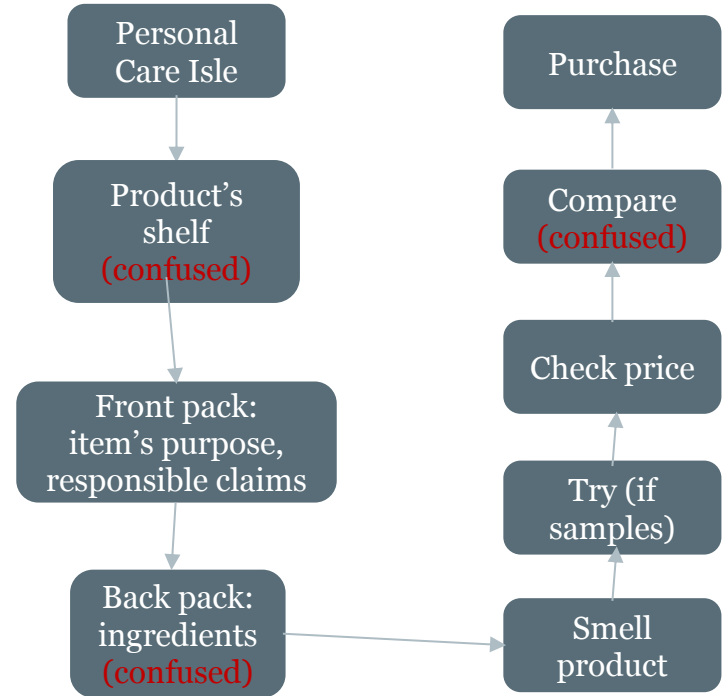 Personal
Care Isle
Product’s
shelf
(confused)
Front pack:
item’s purpose,
responsible claims
Back pack:
ingredients
(confused)
Smell
product
Try (if
samples)
Check price
Compare
(confused)
Purchase